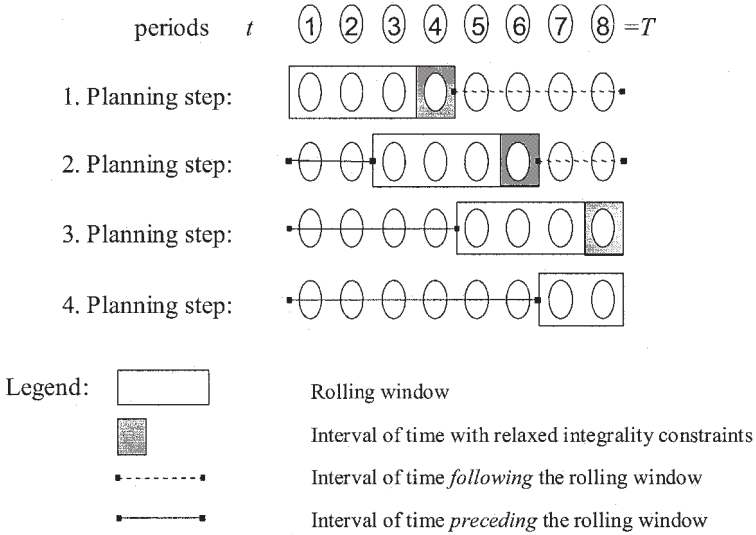 periods t 1 2 3 4 5 6 7 8 =T
1. Planning step:
2. Planning step:
3. Planning step:
4. Planning step:
Legend:
Rolling window
Interval of time with relaxed integrality constraints
Interval of time following the rolling window
Interval of time preceding the rolling window